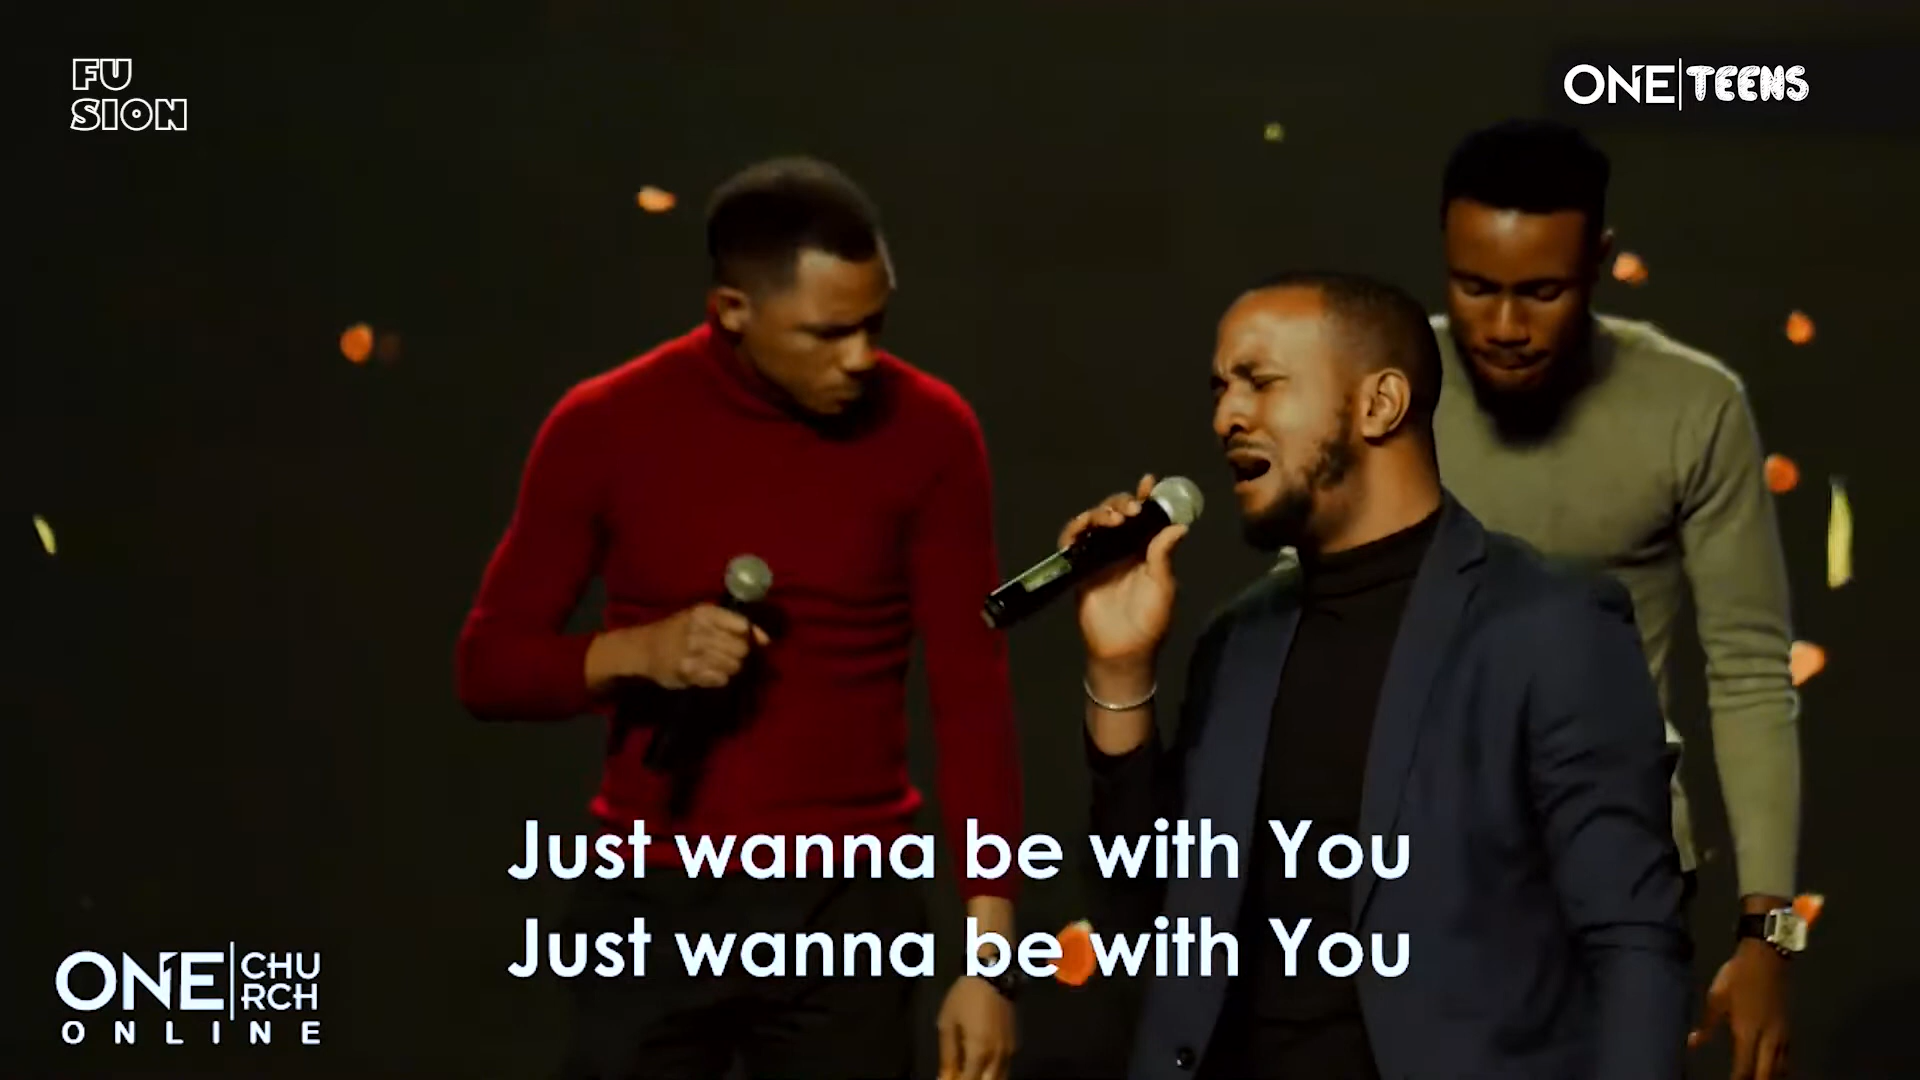 FU
SION
ONE|TEENS
Just wanna be with You
Just wanna be with You
ONE|CHU
RCH
ONLINE